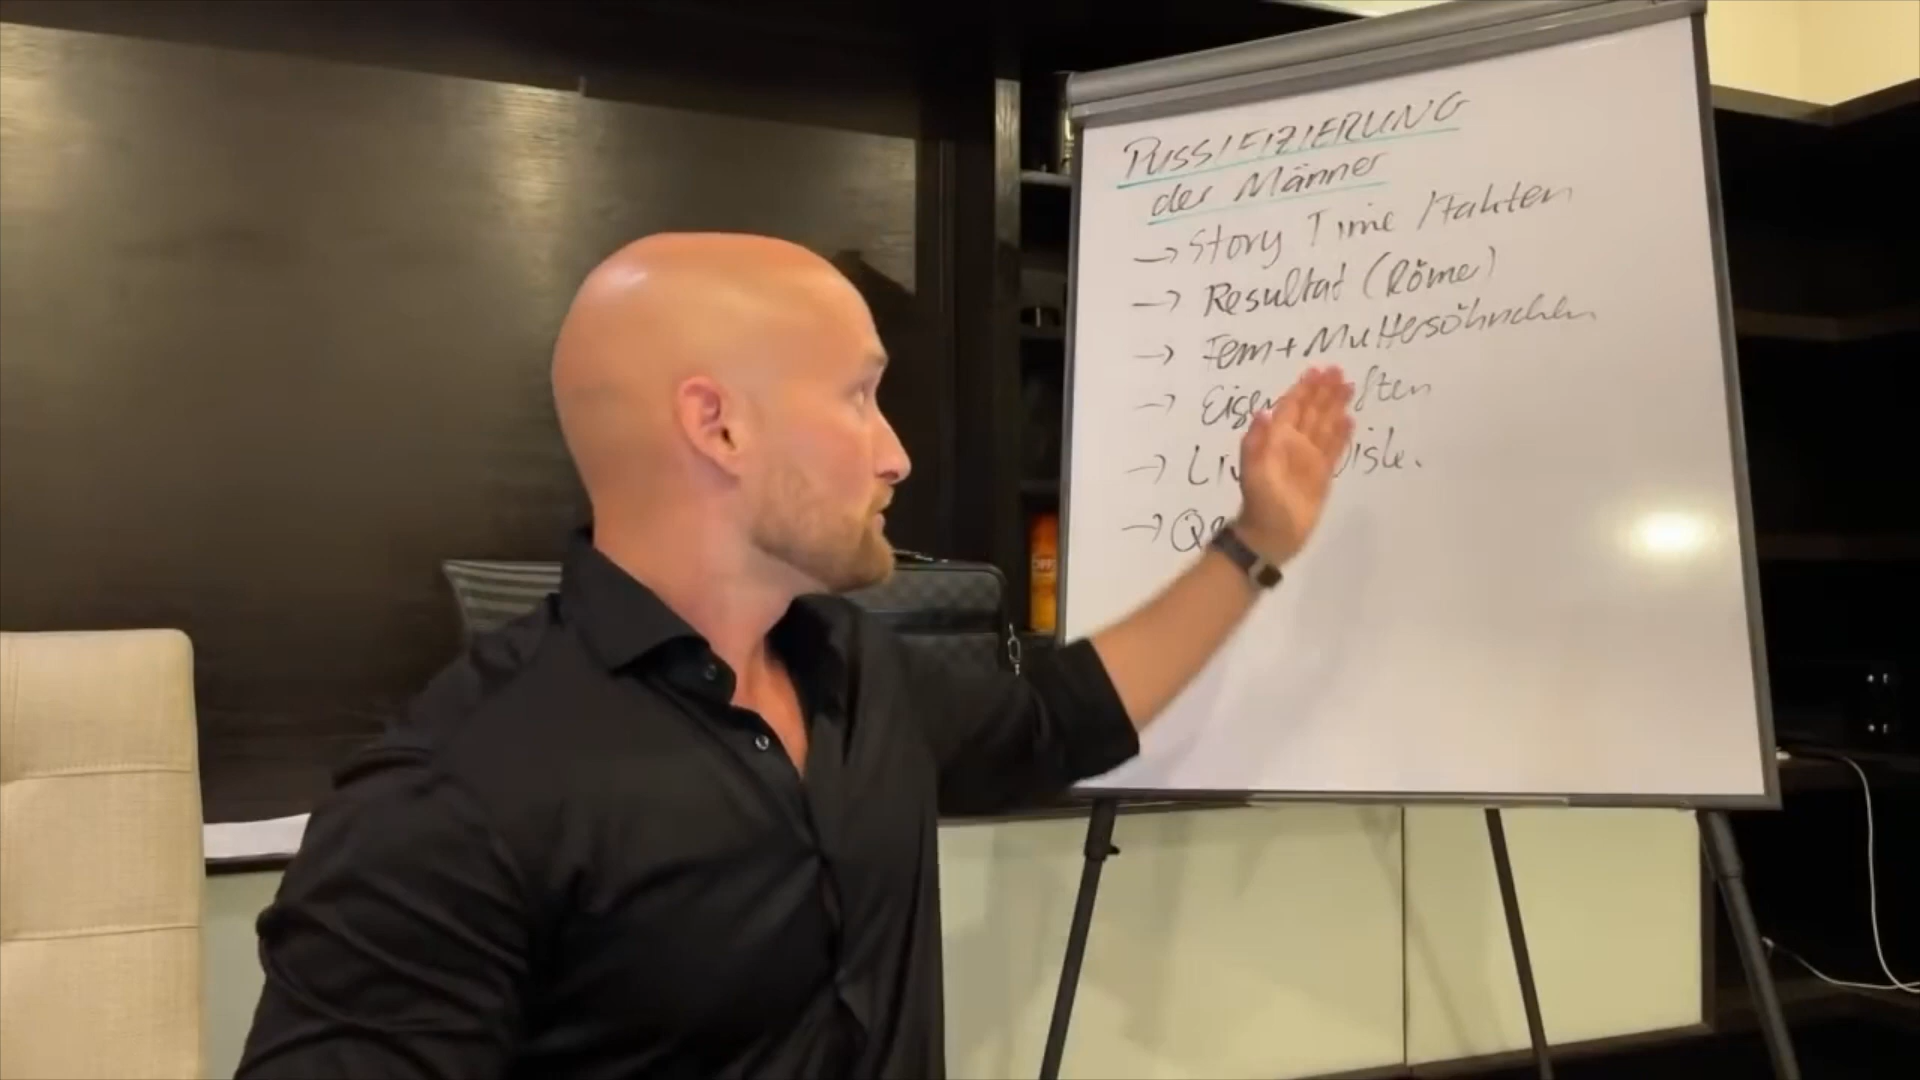 PUSSIFIZIERUNG
der Männer
→ Story Time / Fakten
→ Resultat (Römer)
→ Fem + Muttersöhnchen
→
→
→